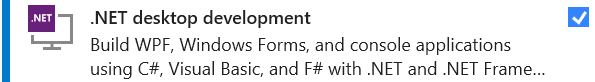 .NET
.NET desktop development
Build WPF, Windows Forms, and console applications
using C#, Visual Basic, and F# with .NET and .NET Frame...